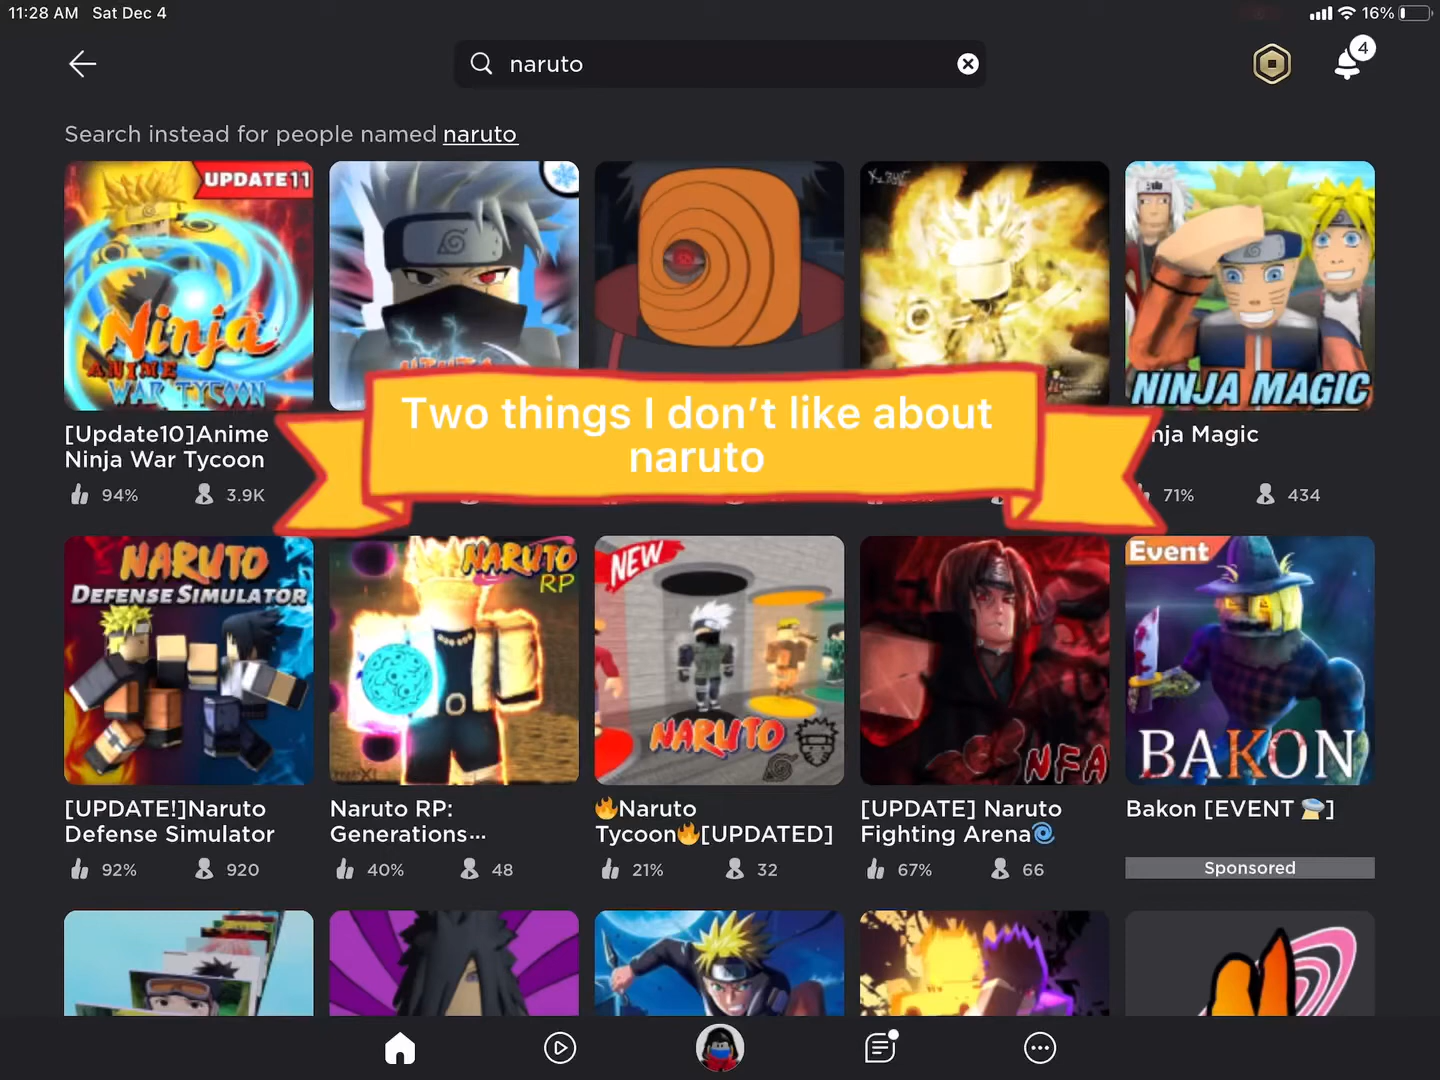 11:28 AM Sat Dec 4
16%
naruto
4
Search instead for people named naruto
UPDATE11
Ninja
ANIME
WAR TYCOON
NINJA MAGIC
Two things I don't like about
naruto
[Update10]Anime
Ninja War Tycoon
94% 3.9K
nja Magic
71% 434
NARUTO
DEFENSE SIMULATOR
NARUTO
RP
NEW
NARUTO
NFA
Event
BAKON
[UPDATE!]Naruto
Defense Simulator
92% 920
Naruto RP:
Generations...
40% 48
🔥Naruto
Tycoon🔥[UPDATED]
21% 32
[UPDATE] Naruto
Fighting Arena🌀
67% 66
Bakon [EVENT]
Sponsored